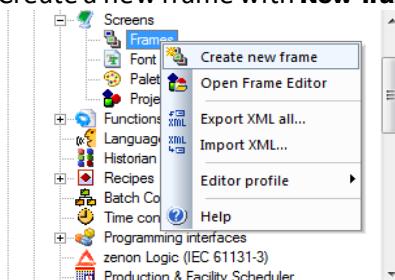 Create a new frame with New fra
Screens
Frames
Create new frame
Font
Open Frame Editor
Palet
Proje
Export XML all...
Functions
Import XML...
Languag
Historian
Editor profile
Recipes
Batch Co
Help
Time con
Programming interfaces
zenon Logic (IEC 61131-3)
Production & Facility Scheduler